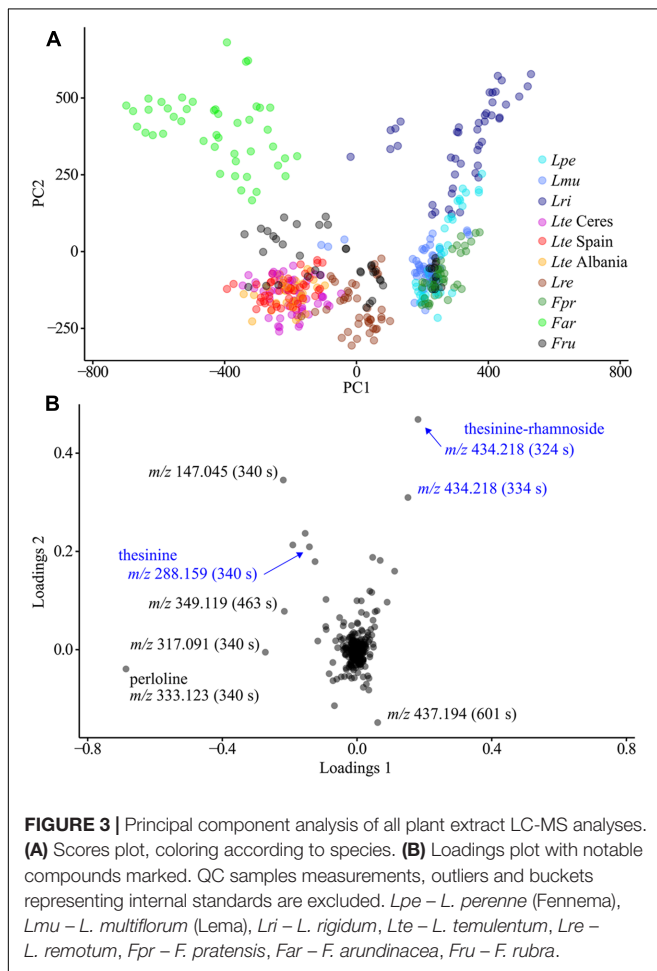 A
500
250
0
−250
PC2
−800
−400
0
400
800
PC1
Lpe
Lmu
Lri
Lte Ceres
Lte Spain
Lte Albania
Lre
Fpr
Far
Fru
B
thesinine-rhamnoside
m/z 434.218 (324 s)
m/z 147.045 (340 s)
m/z 434.218 (334 s)
thesinine
m/z 288.159 (340 s)
m/z 349.119 (463 s)
m/z 317.091 (340 s)
perloline
m/z 333.123 (340 s)
m/z 437.194 (601 s)
0.4
0.2
0.0
Loadings 2
−0.8
−0.4
0.0
0.4
0.8
Loadings 1
FIGURE 3 | Principal component analysis of all plant extract LC-MS analyses.
(A) Scores plot, coloring according to species. (B) Loadings plot with notable
compounds marked. QC samples measurements, outliers and buckets
representing internal standards are excluded. Lpe – L. perenne (Fennema),
Lmu – L. multiflorum (Lema), Lri – L. rigidum, Lte – L. temulentum, Lre –
L. remotum, Fpr – F. pratensis, Far – F. arundinacea, Fru – F. rubra.